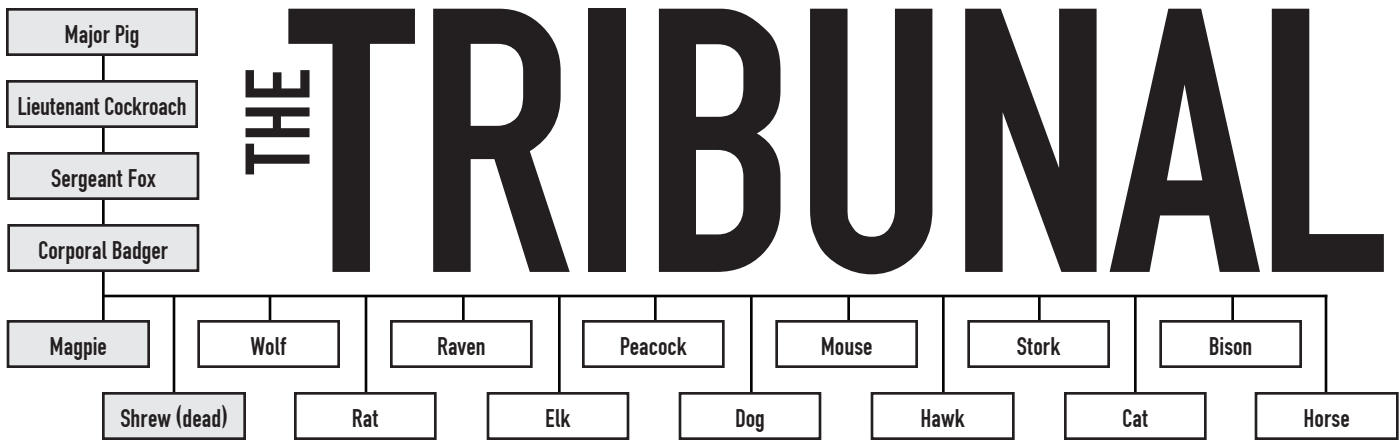 THE TRIBUNAL
Major Pig
Lieutenant Cockroach
Sergeant Fox
Corporal Badger
Magpie
Wolf
Raven
Peacock
Mouse
Stork
Bison
Shrew (dead)
Rat
Elk
Dog
Hawk
Cat
Horse